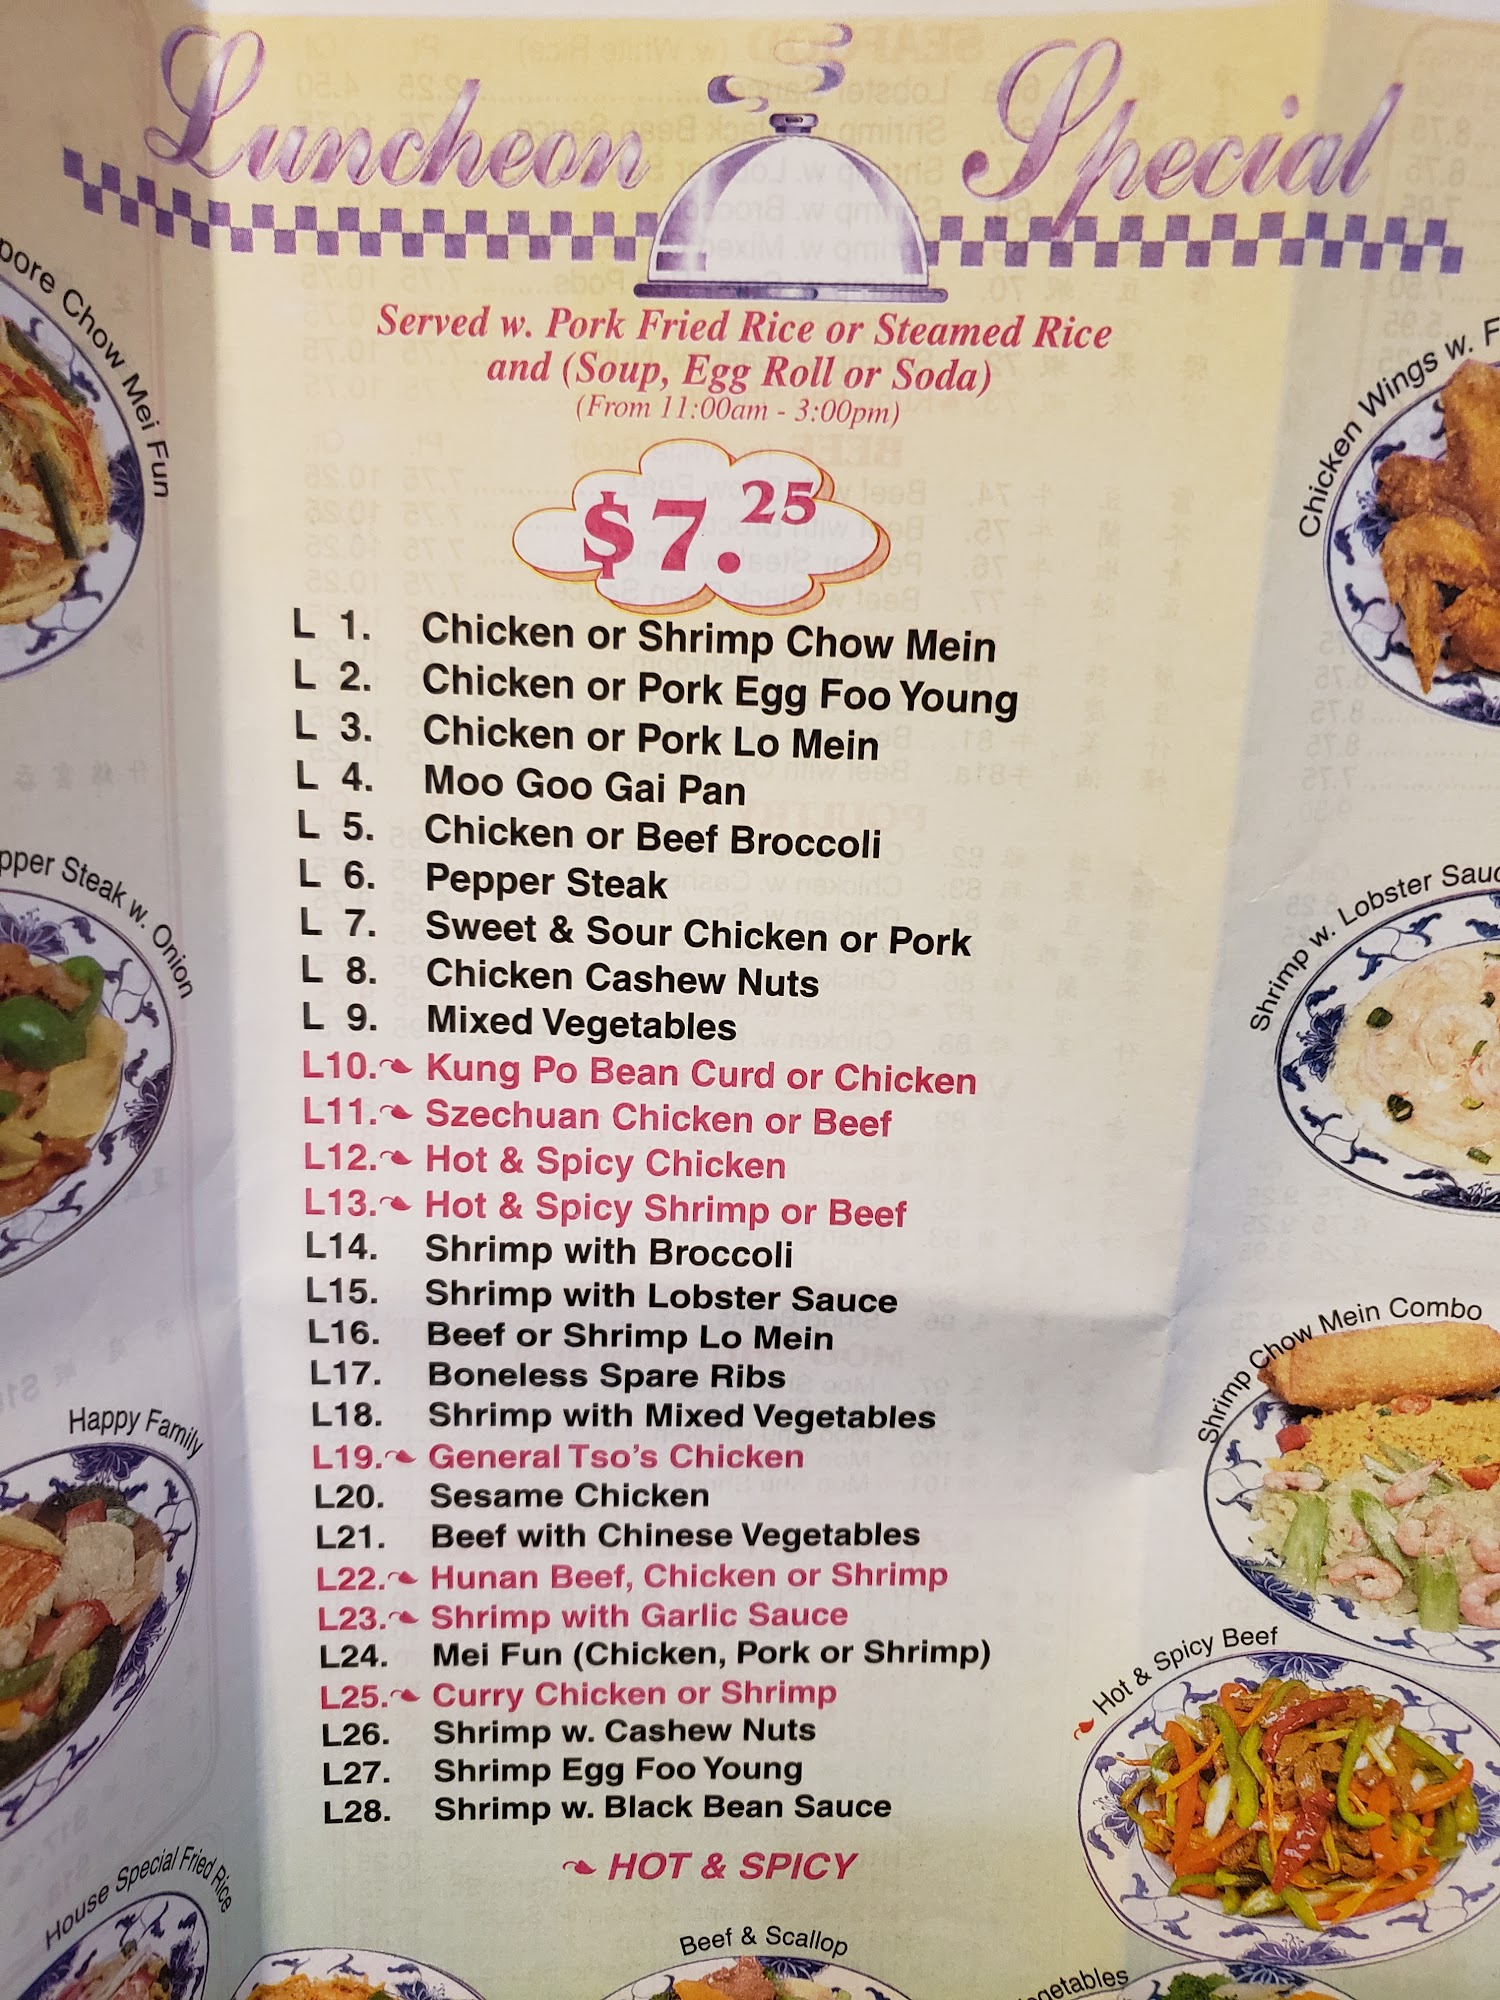 Luncheon Special
Served w. Pork Fried Rice or Steamed Rice
and (Soup, Egg Roll or Soda)
(From 11:00am - 3:00pm)
$7.25
L 1. Chicken or Shrimp Chow Mein
L 2. Chicken or Pork Egg Foo Young
L 3. Chicken or Pork Lo Mein
L 4. Moo Goo Gai Pan
L 5. Chicken or Beef Broccoli
L 6. Pepper Steak
L 7. Sweet & Sour Chicken or Pork
L 8. Chicken Cashew Nuts
L 9. Mixed Vegetables
L10. Kung Po Bean Curd or Chicken
L11. Szechuan Chicken or Beef
L12. Hot & Spicy Chicken
L13. Hot & Spicy Shrimp or Beef
L14. Shrimp with Broccoli
L15. Shrimp with Lobster Sauce
L16. Beef or Shrimp Lo Mein
L17. Boneless Spare Ribs
L18. Shrimp with Mixed Vegetables
L19. General Tso's Chicken
L20. Sesame Chicken
L21. Beef with Chinese Vegetables
L22. Hunan Beef, Chicken or Shrimp
L23. Shrimp with Garlic Sauce
L24. Mei Fun (Chicken, Pork or Shrimp)
L25. Curry Chicken or Shrimp
L26. Shrimp w. Cashew Nuts
L27. Shrimp Egg Foo Young
L28. Shrimp w. Black Bean Sauce
HOT & SPICY
pore Chow Mei Fun
pper Steak w. Onion
Happy Family
House Special Fried Rice
Beef & Scallop
Chicken Wings w. F
Shrimp w. Lobster Sauc
Shrimp Chow Mein Combo
Hot & Spicy Beef
getables